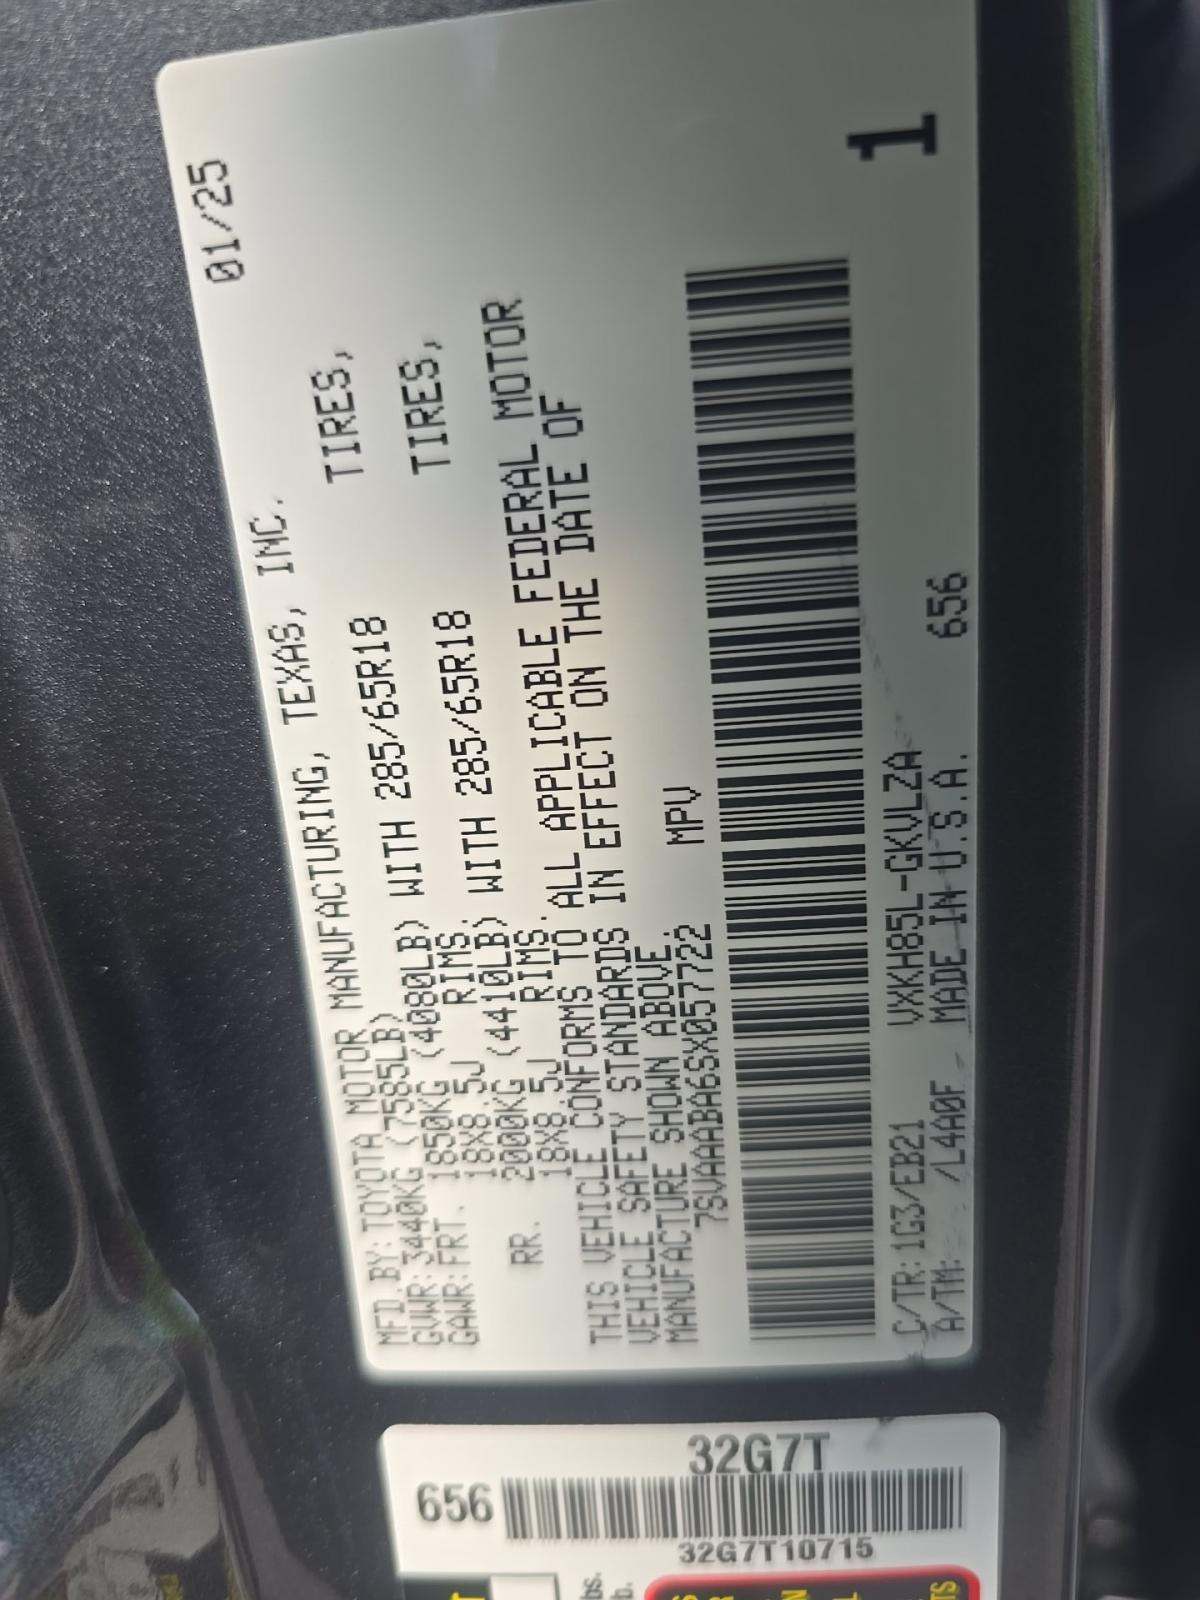 MFD.BY:TOYOTA MOTOR MANUFACTURING, TEXAS, INC. 01/25
GVWR:3440KG (7585LB)
GAWR:FRT. 1850KG (4080LB) WITH 285/65R18 TIRES,
18X8.5J RIMS.
RR. 2000KG (4410LB) WITH 285/65R18 TIRES,
18X8.5J RIMS.
THIS VEHICLE CONFORMS TO ALL APPLICABLE FEDERAL MOTOR
VEHICLE SAFETY STANDARDS IN EFFECT ON THE DATE OF
MANUFACTURE SHOWN ABOVE.
7SVAAABA6SX057722 MPV
C/TR:1G3/EB21 VXKH85L-GKVLZA
A/TM: /L4A0F MADE IN U.S.A. 656
1
656
32G7T
32G7T10715